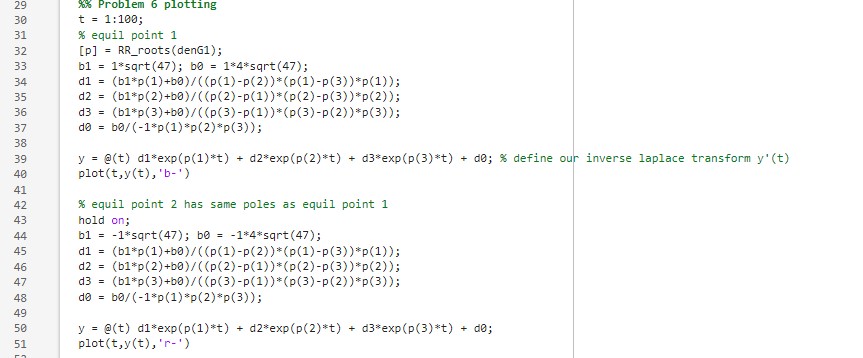 29 %% Problem 6 plotting
30 t = 1:100;
31 % equil point 1
32 [p] = RR_roots(denG1);
33 b1 = 1*sqrt(47); b0 = 1*4*sqrt(47);
34 d1 = (b1*p(1)+b0)/((p(1)-p(2))*(p(1)-p(3))*p(1));
35 d2 = (b1*p(2)+b0)/((p(2)-p(1))*(p(2)-p(3))*p(2));
36 d3 = (b1*p(3)+b0)/((p(3)-p(1))*(p(3)-p(2))*p(3));
37 d0 = b0/(-1*p(1)*p(2)*p(3));
38
39 y = @(t) d1*exp(p(1)*t) + d2*exp(p(2)*t) + d3*exp(p(3)*t) + d0; % define our inverse laplace transform y'(t)
40 plot(t,y(t),'b-')
41
42 % equil point 2 has same poles as equil point 1
43 hold on;
44 b1 = -1*sqrt(47); b0 = -1*4*sqrt(47);
45 d1 = (b1*p(1)+b0)/((p(1)-p(2))*(p(1)-p(3))*p(1));
46 d2 = (b1*p(2)+b0)/((p(2)-p(1))*(p(2)-p(3))*p(2));
47 d3 = (b1*p(3)+b0)/((p(3)-p(1))*(p(3)-p(2))*p(3));
48 d0 = b0/(-1*p(1)*p(2)*p(3));
49
50 y = @(t) d1*exp(p(1)*t) + d2*exp(p(2)*t) + d3*exp(p(3)*t) + d0;
51 plot(t,y(t),'r-')